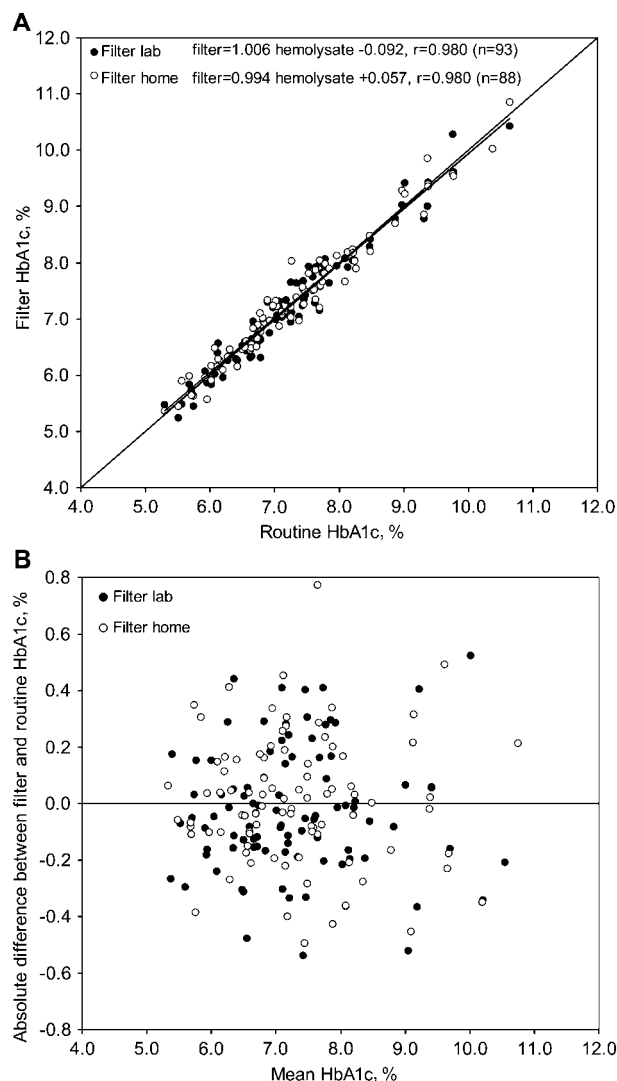 A
12.0
● Filter lab filter=1.006 hemolysate -0.092, r=0.980 (n=93)
○ Filter home filter=0.994 hemolysate +0.057, r=0.980 (n=88)
11.0
10.0
9.0
8.0
7.0
6.0
5.0
4.0
Filter HbA1c, %
4.0 5.0 6.0 7.0 8.0 9.0 10.0 11.0 12.0
Routine HbA1c, %
B
0.8
● Filter lab
○ Filter home
0.6
0.4
0.2
0.0
-0.2
-0.4
-0.6
-0.8
Absolute difference between filter and routine HbA1c, %
4.0 5.0 6.0 7.0 8.0 9.0 10.0 11.0 12.0
Mean HbA1c, %